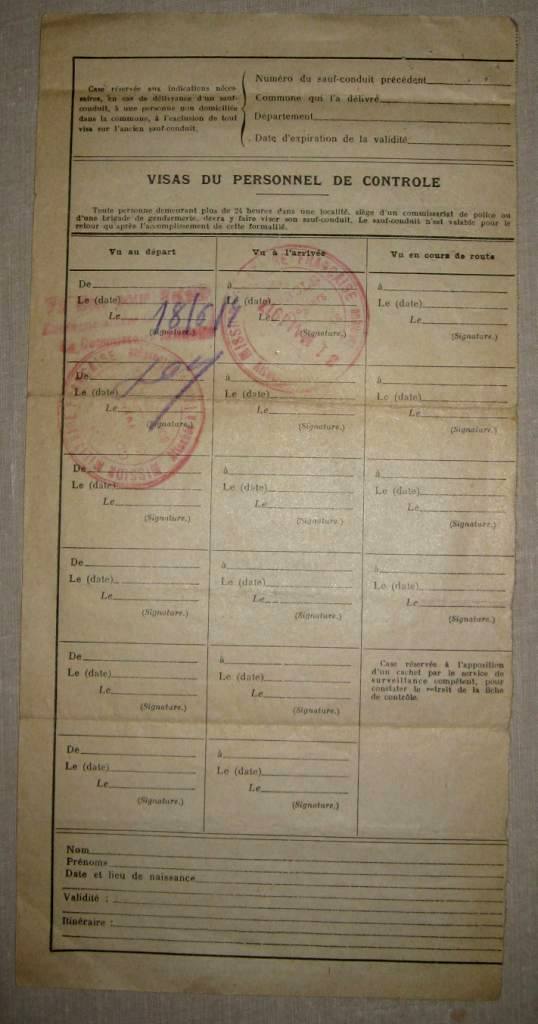 Case réservée aux indications néces-
saires, en cas de délivrance d'un sauf-
conduit, à une personne non domiciliée
dans la commune, à l'exclusion de tout
visa sur l'ancien sauf-conduit.
Numéro du sauf-conduit précédent
Commune qui l'a délivré
Département
Date d'expiration de la validité
VISAS DU PERSONNEL DE CONTROLE
Toute personne demeurant plus de 24 heures dans une localité, siège d'un commissariat de police ou
d'une brigade de gendarmerie, devra y faire viser son sauf-conduit. Le sauf-conduit n'est valable pour le
retour qu'après l'accomplissement de cette formalité.
Vu au départ
De
Le (date)
Le
(Signature.)
18/6/
De
Le (date)
Le
(Signature.)
MISSION
De
Le (date)
Le
(Signature.)
De
Le (date)
Le
(Signature.)
De
Le (date)
Le
(Signature.)
De
Le (date)
Le
(Signature.)
Vu à l'arrivée
à
Le (date)
Le
(Signature.)
FRANÇAISE
à
Le (date)
Le
(Signature.)
à
Le (date)
Le
(Signature.)
à
Le (date)
Le
(Signature.)
à
Le (date)
Le
(Signature.)
à
Le (date)
Le
(Signature.)
Vu en cours de route
à
Le (date)
Le
(Signature.)
à
Le (date)
Le
(Signature.)
à
Le (date)
Le
(Signature.)
à
Le (date)
Le
(Signature.)
Case réservée à l'apposition
d'un cachet par le service de
surveillance compétent, pour
constater le retrait de la fiche
de contrôle.
Nom
Prénoms
Date et lieu de naissance
Validité :
Itinéraire :